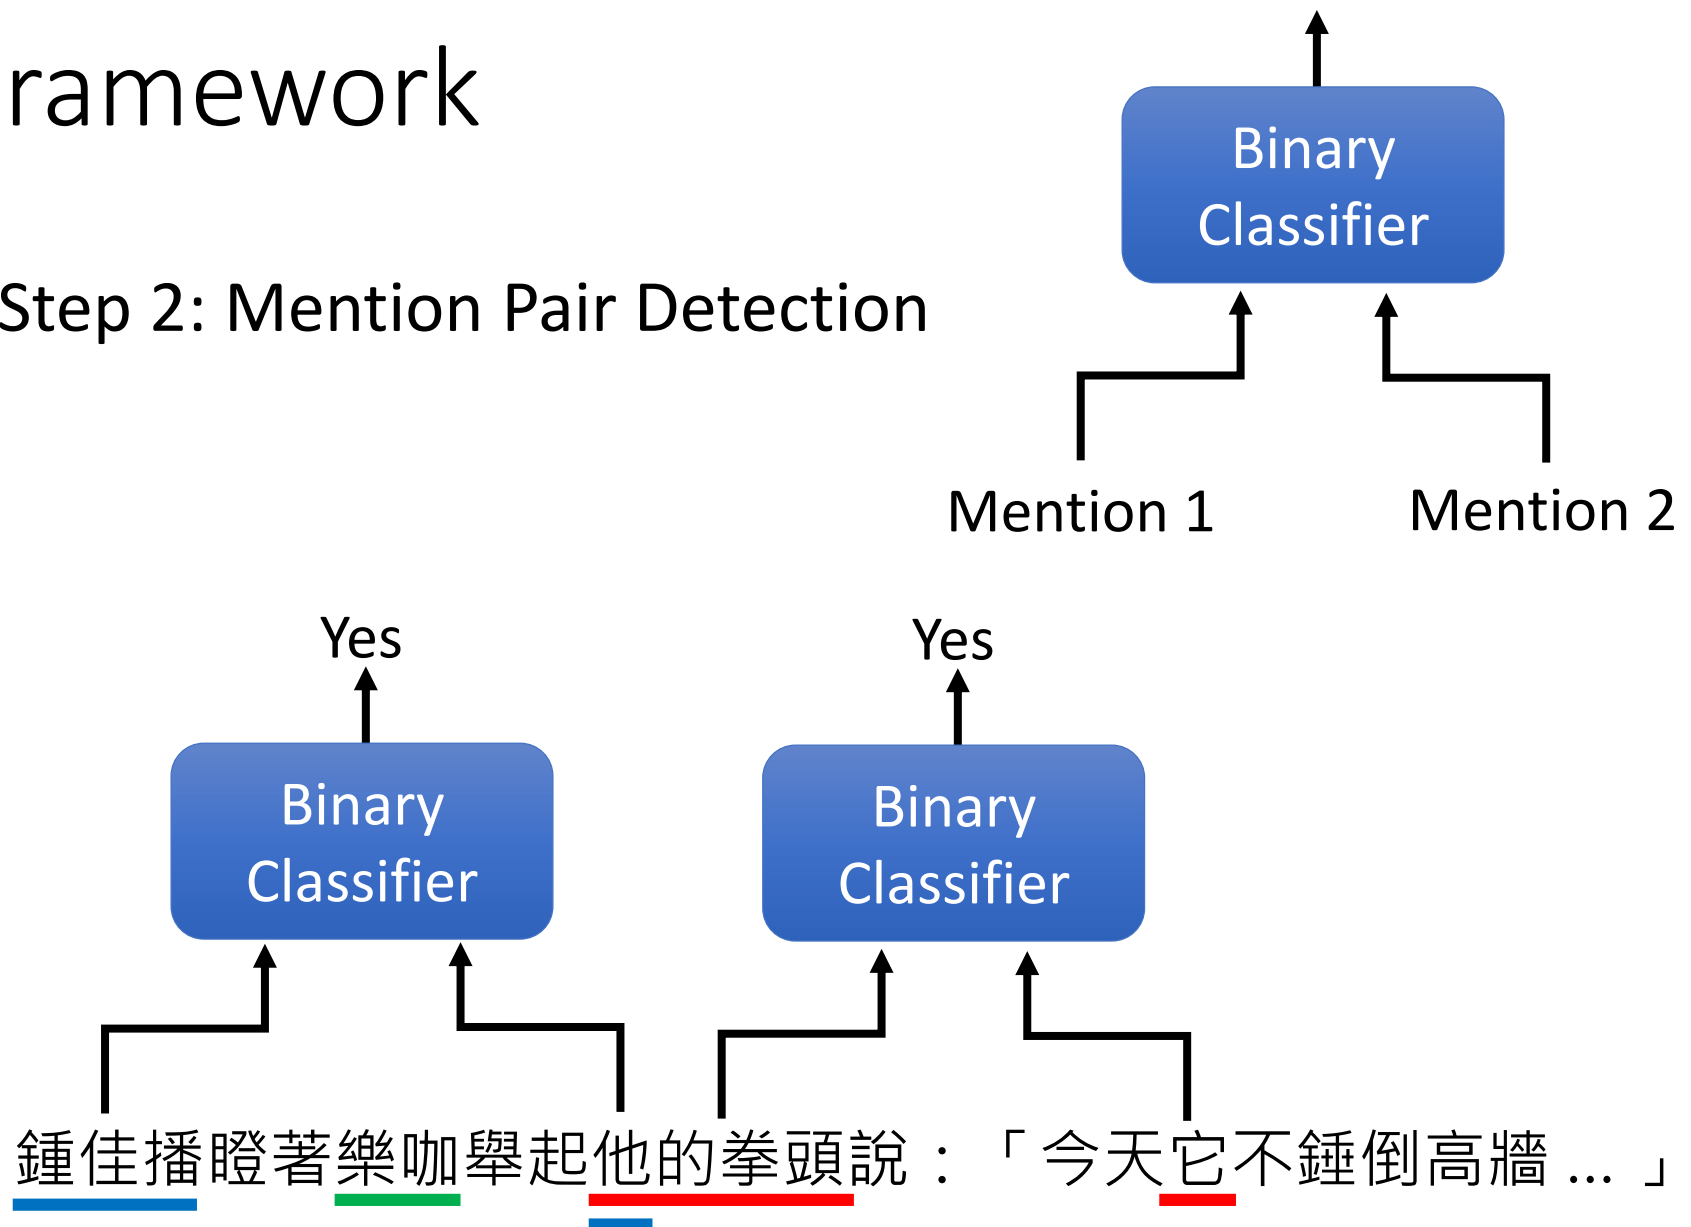 ramework
Binary
Classifier
Step 2: Mention Pair Detection
Mention 1
Mention 2
Yes
Yes
Binary
Classifier
Binary
Classifier
鍾佳播瞪著樂咖舉起他的拳頭說：「今天它不錘倒高牆 ... 」